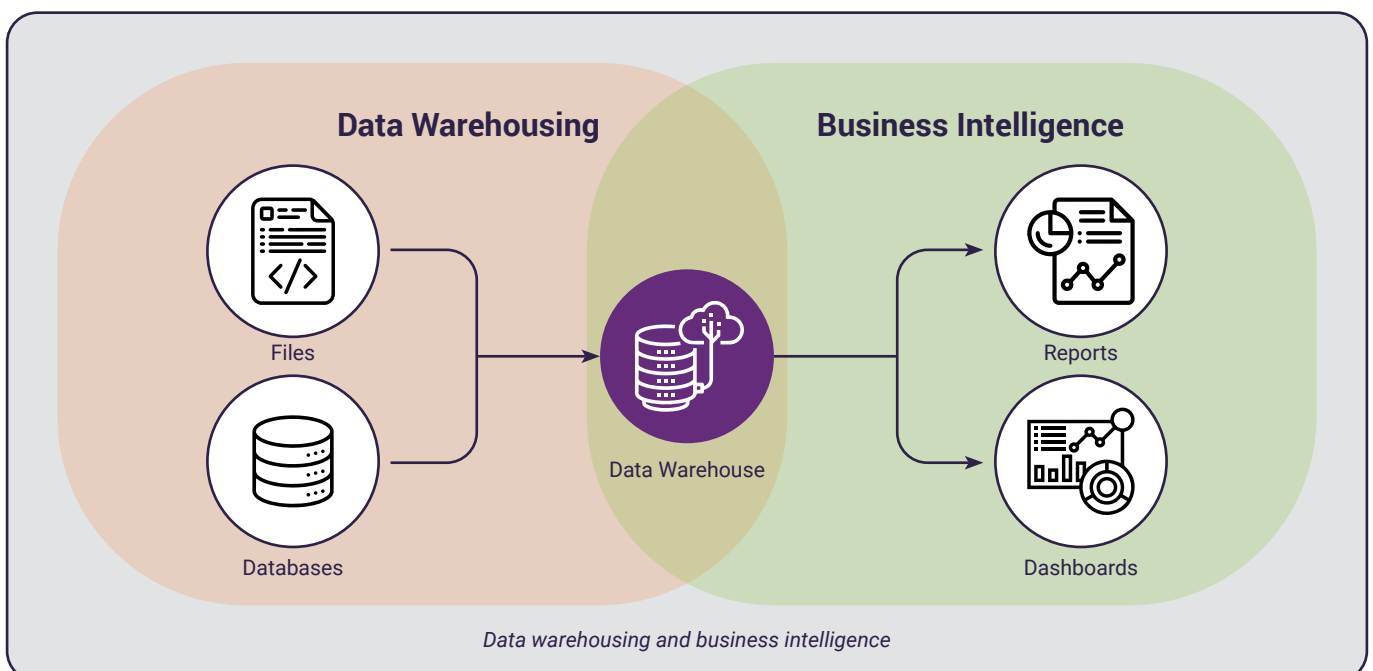 Data Warehousing
Business Intelligence
Files
Reports
Data Warehouse
Databases
Dashboards
Data warehousing and business intelligence